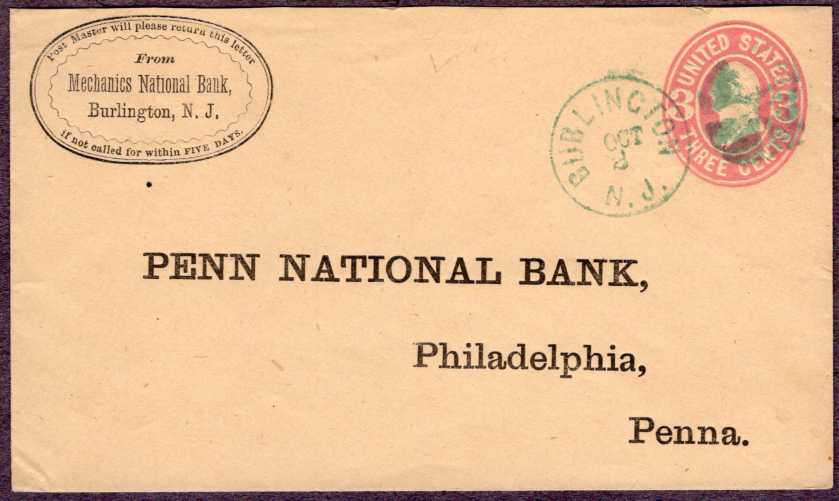 Post Master will please return this letter
From
Mechanics National Bank,
Burlington, N. J.
if not called for within FIVE DAYS.
BURLINGTON
OCT
N. J.
UNITED STATES
3
THREE CENTS
PENN NATIONAL BANK,
Philadelphia,
Penna.